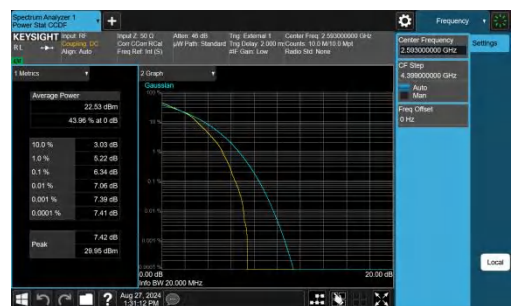 Spectrum Analyzer 1
Power Stat CCDF
+
Frequency
KEYSIGHT
Input: RF
Coupling: DC
Align: Auto
Input Z: 50 Ω
Corr CCorr RCal
Freq Ref: Int (S)
Atten: 46 dB
µW Path: Standard
Trig: External 1
Trig Delay: 2.000 ms
#IF Gain: Low
Center Freq: 2.593000000 GHz
Counts: 10.0 M/10.0 Mpt
Radio Std: None
RL
1 Metrics
Average Power
22.53 dBm
43.96 % at 0 dB
10.0 % 3.03 dB
1.0 % 5.22 dB
0.1 % 6.34 dB
0.01 % 7.06 dB
0.001 % 7.39 dB
0.0001 % 7.41 dB
Peak
7.42 dB
29.95 dBm
2 Graph
Gaussian
100 %
10 %
1 %
0.1 %
0.01 %
0.001 %
0.0001 %
0.00 dB
20.00 dB
Info BW 20.000 MHz
Center Frequency
2.593000000 GHz
CF Step
4.399000000 GHz
Auto
Man
Freq Offset
0 Hz
Settings
Local
?
Aug 27, 2024
1:31:12 PM